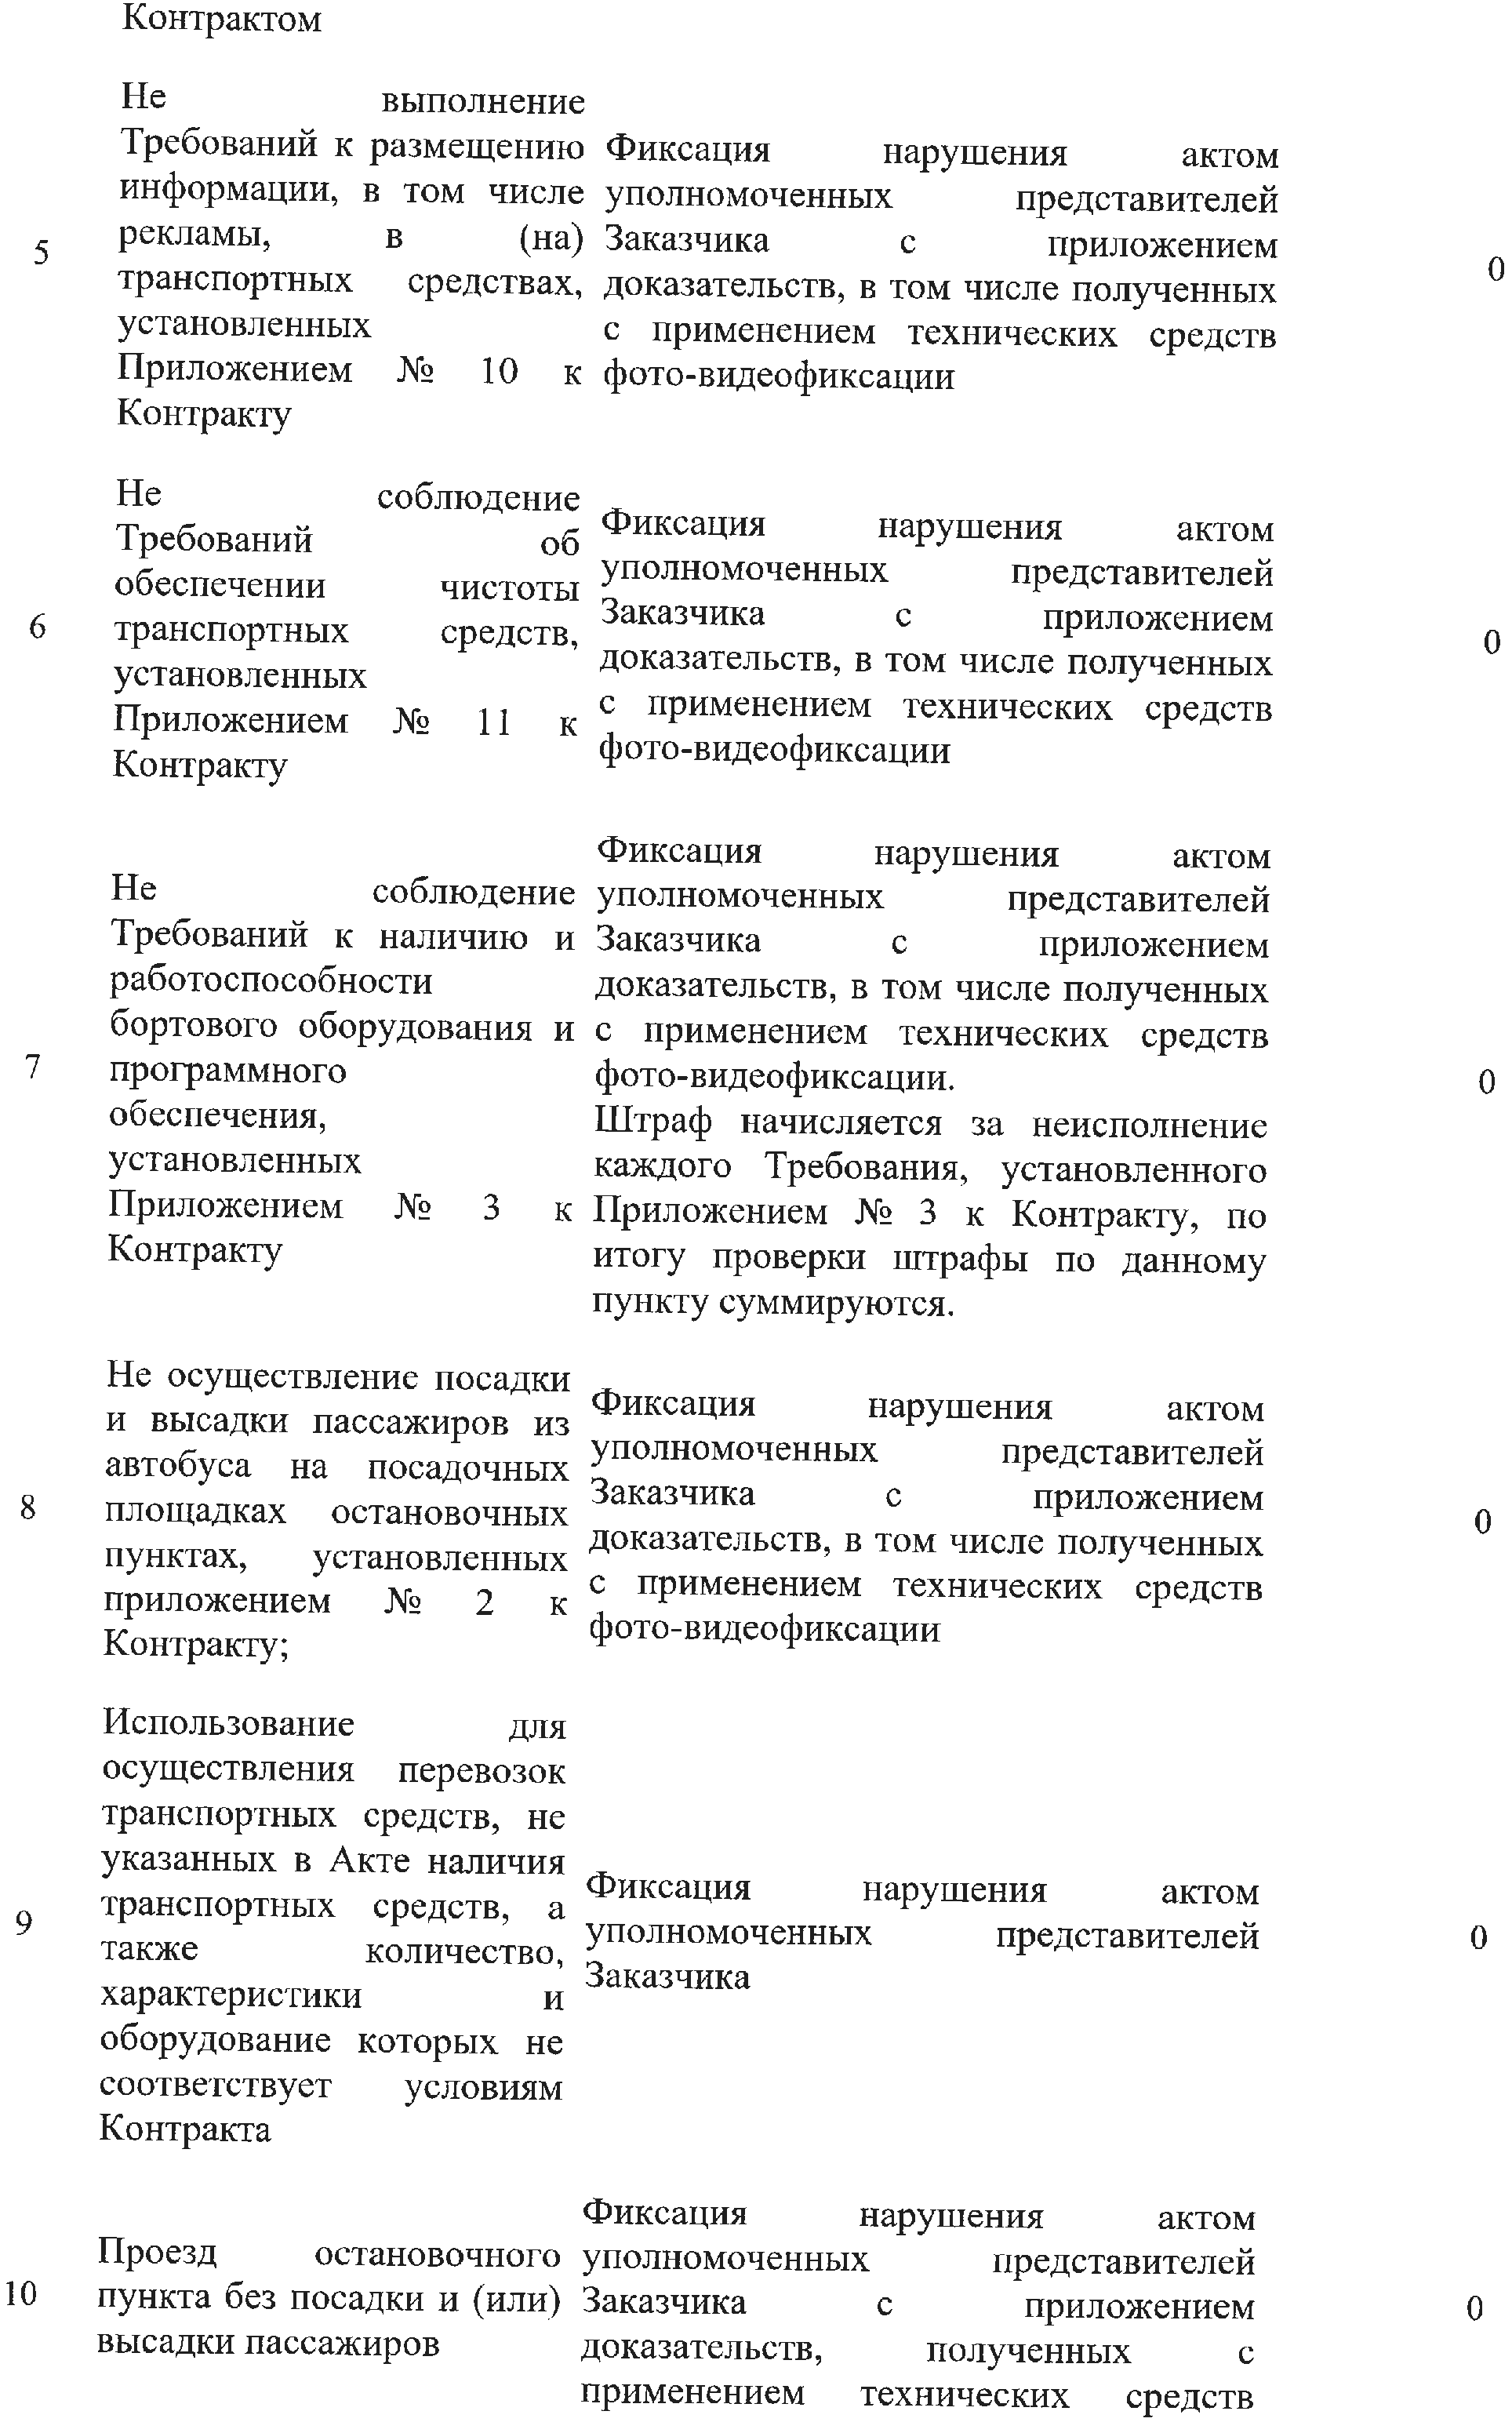 Контрактом
5
Не выполнение
Требований к размещению
информации, в том числе
рекламы, в (на)
транспортных средствах,
установленных
Приложением № 10 к
Контракту
Фиксация нарушения актом
уполномоченных представителей
Заказчика с приложением
доказательств, в том числе полученных
с применением технических средств
фото-видеофиксации
0
6
Не соблюдение
Требований об
обеспечении чистоты
транспортных средств,
установленных
Приложением № 11 к
Контракту
Фиксация нарушения актом
уполномоченных представителей
Заказчика с приложением
доказательств, в том числе полученных
с применением технических средств
фото-видеофиксации
0
7
Не соблюдение
Требований к наличию и
работоспособности
бортового оборудования и
программного
обеспечения,
установленных
Приложением № 3 к
Контракту
Фиксация нарушения актом
уполномоченных представителей
Заказчика с приложением
доказательств, в том числе полученных
с применением технических средств
фото-видеофиксации.
Штраф начисляется за неисполнение
каждого Требования, установленного
Приложением № 3 к Контракту, по
итогу проверки штрафы по данному
пункту суммируются.
0
8
Не осуществление посадки
и высадки пассажиров из
автобуса на посадочных
площадках остановочных
пунктах, установленных
приложением № 2 к
Контракту;
Фиксация нарушения актом
уполномоченных представителей
Заказчика с приложением
доказательств, в том числе полученных
с применением технических средств
фото-видеофиксации
0
9
Использование для
осуществления перевозок
транспортных средств, не
указанных в Акте наличия
транспортных средств, а
также количество,
характеристики и
оборудование которых не
соответствует условиям
Контракта
Фиксация нарушения актом
уполномоченных представителей
Заказчика
0
10
Проезд остановочного
пункта без посадки и (или)
высадки пассажиров
Фиксация нарушения актом
уполномоченных представителей
Заказчика с приложением
доказательств, полученных с
применением технических средств
0